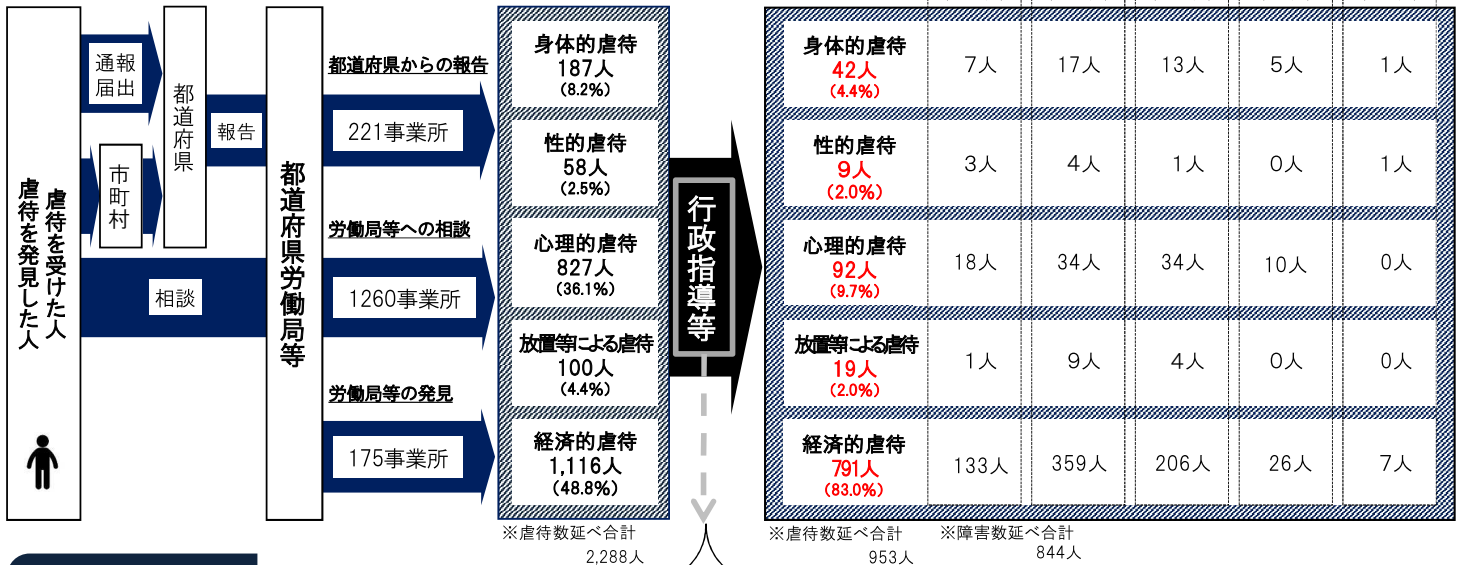 虐待を受けた人
虐待を発見した人
通報
届出
市町村
都道府県
報告
相談
都道府県労働局等
都道府県からの報告
221事業所
労働局等への相談
1260事業所
労働局等の発見
175事業所
身体的虐待
187人
(8.2%)
性的虐待
58人
(2.5%)
心理的虐待
827人
(36.1%)
放置等による虐待
100人
(4.4%)
経済的虐待
1,116人
(48.8%)
※虐待数延べ合計
2,288人
行政指導等
身体的虐待
42人
(4.4%)
7人 17人 13人 5人 1人
性的虐待
9人
(2.0%)
3人 4人 1人 0人 1人
心理的虐待
92人
(9.7%)
18人 34人 34人 10人 0人
放置等による虐待
19人
(2.0%)
1人 9人 4人 0人 0人
経済的虐待
791人
(83.0%)
133人 359人 206人 26人 7人
※虐待数延べ合計
953人
※障害数延べ合計
844人